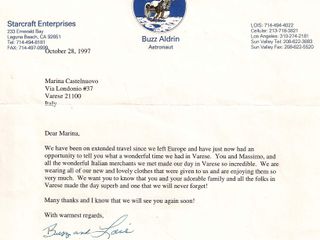 Starcraft Enterprises
233 Emerald Bay
Laguna Beach, CA 92651
Buzz Aldrin
Astronaut
October 28, 1997
Marina Castelnuovo
Via Londonio #37
Varese 21100
Italy
Dear Marina,
We have been on extended travel since we left Europe and have just now had an
opportunity to tell you what a wonderful time we had in Varese. You and Massimo, and
all the wonderful Italian merchants we met made our day in Varese so incredible. We are
wearing all of our new and lovely clothes that were given to us and are enjoying them so
very much. We want you to know that you and your adorable family and all the folks in
Varese made the day superb and one that we will never forget!
Many thanks and I know that we will see you again soon!
With warmest regards,
Buzz and Lois